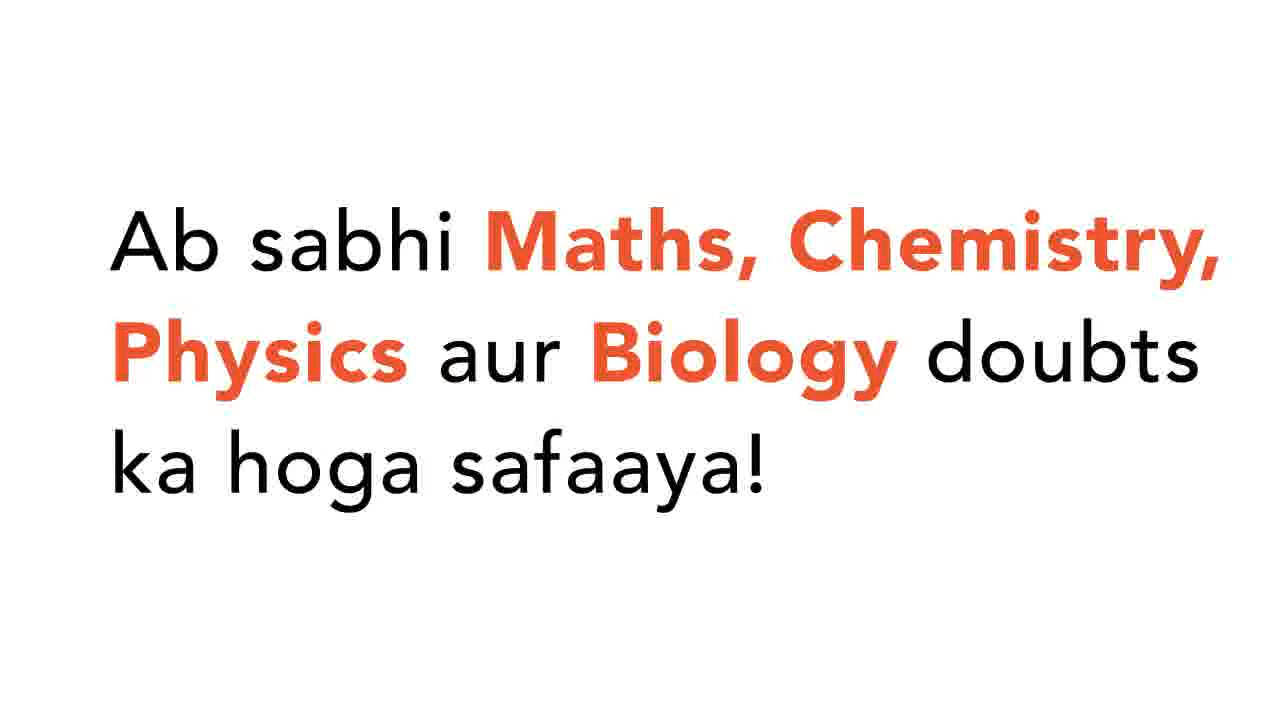 Ab sabhi Maths, Chemistry,
Physics aur Biology doubts
ka hoga safaaya!